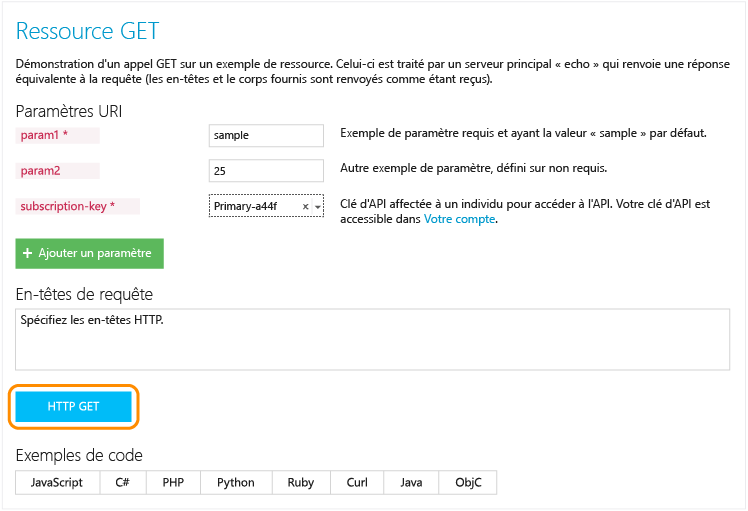 Ressource GET
Démonstration d'un appel GET sur un exemple de ressource. Celui-ci est traité par un serveur principal « echo » qui renvoie une réponse
équivalente à la requête (les en-têtes et le corps fournis sont renvoyés comme étant reçus).
Paramètres URI
param1 * sample Exemple de paramètre requis et ayant la valeur « sample » par défaut.
param2 25 Autre exemple de paramètre, défini sur non requis.
subscription-key * Primary-a44f x Clé d'API affectée à un individu pour accéder à l'API. Votre clé d'API est
accessible dans Votre compte.
+ Ajouter un paramètre
En-têtes de requête
Spécifiez les en-têtes HTTP.
HTTP GET
Exemples de code
JavaScript C# PHP Python Ruby Curl Java ObjC